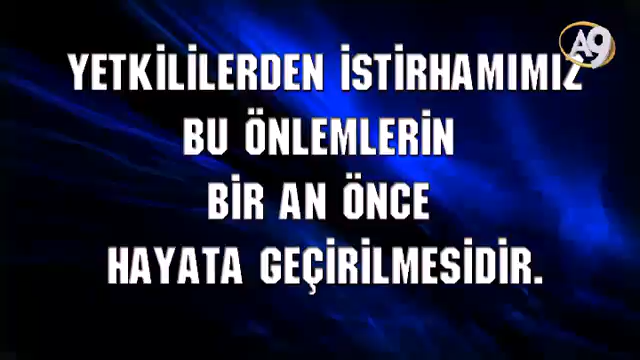 A9
YETKİLİLERDEN İSTİRHAMIMIZ
BU ÖNLEMLERİN
BİR AN ÖNCE
HAYATA GEÇİRİLMESİDİR.